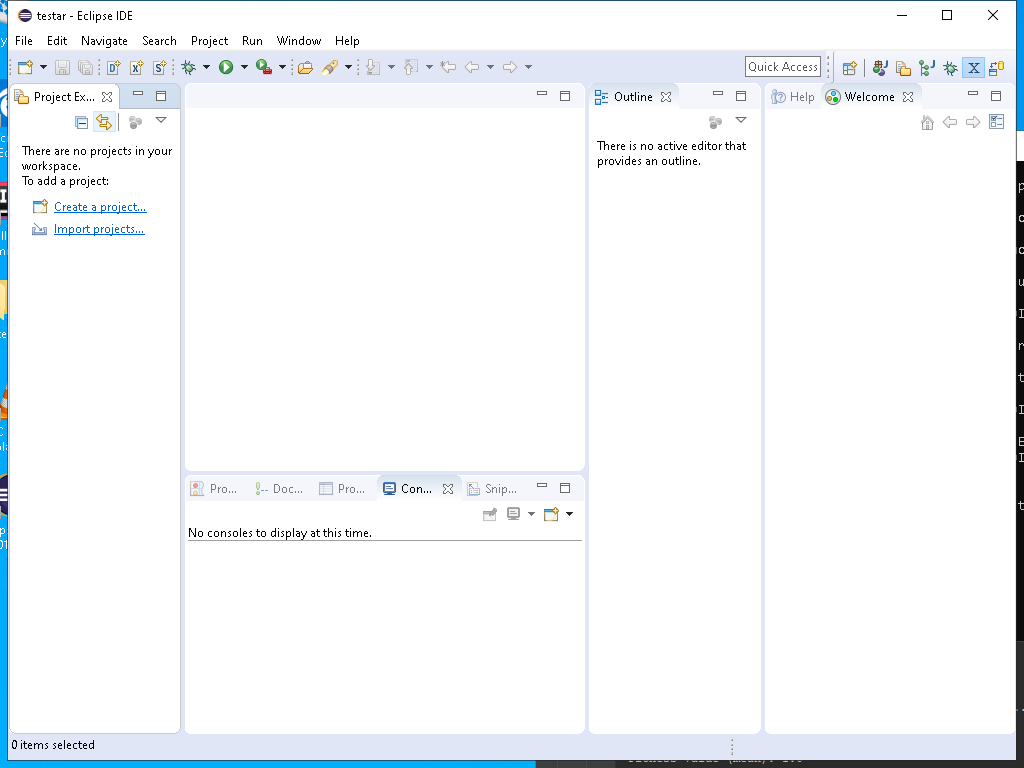 testar - Eclipse IDE
File Edit Navigate Search Project Run Window Help
Quick Access
Project Ex...
Outline
Help
Welcome
There are no projects in your
workspace.
To add a project:
Create a project...
Import projects...
There is no active editor that
provides an outline.
Pro...
Doc...
Pro...
Con...
Snip...
No consoles to display at this time.
0 items selected